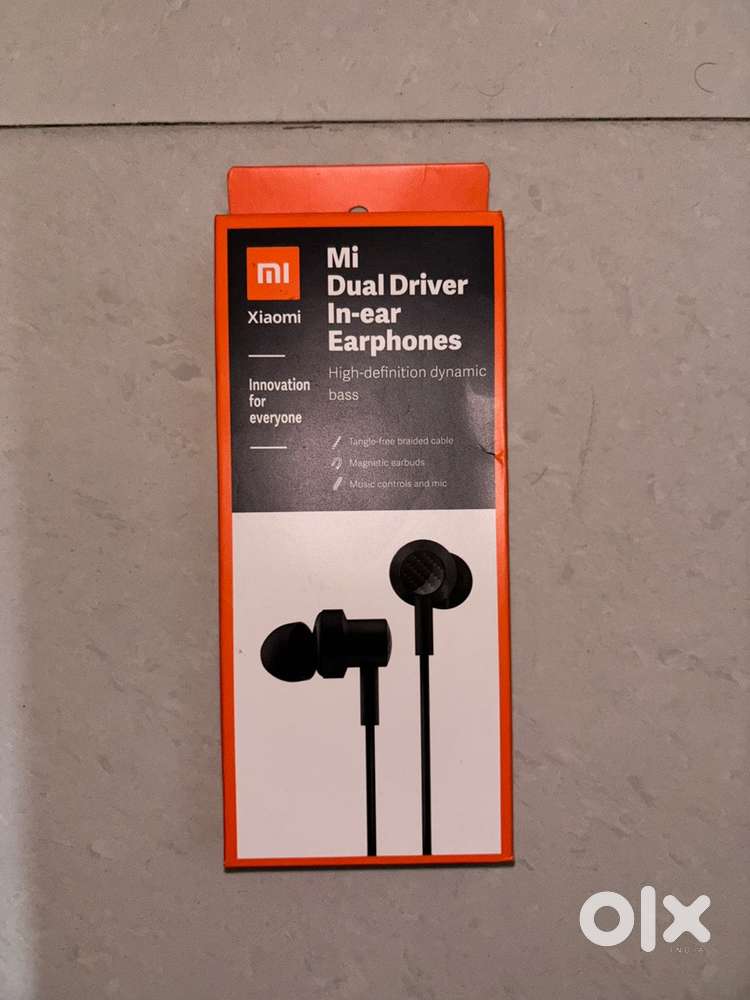 mi
Xiaomi
Innovation
for
everyone
Mi
Dual Driver
In-ear
Earphones
High-definition dynamic
bass
Tangle-free braided cable
Magnetic earbuds
Music controls and mic
olx
INDIA